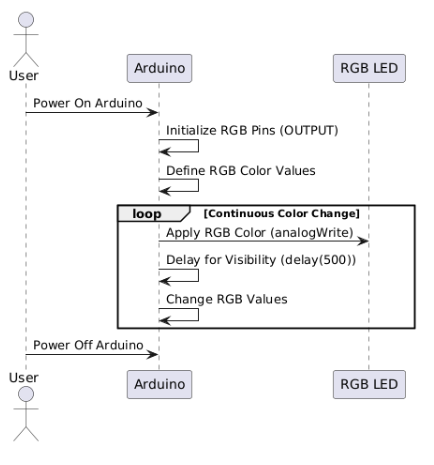 User
Arduino
RGB LED
Power On Arduino
Initialize RGB Pins (OUTPUT)
Define RGB Color Values
loop [Continuous Color Change]
Apply RGB Color (analogWrite)
Delay for Visibility (delay(500))
Change RGB Values
Power Off Arduino
User
Arduino
RGB LED